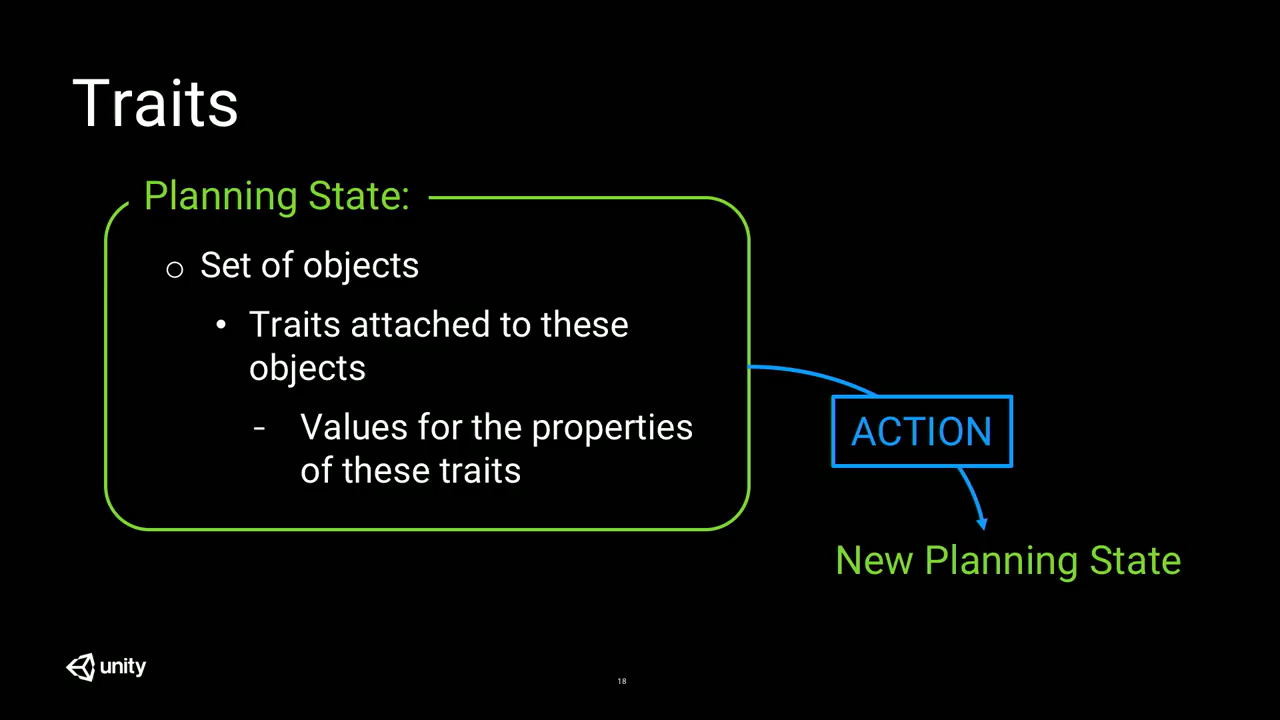 Traits
Planning State:
o Set of objects
• Traits attached to these
objects
- Values for the properties
of these traits
ACTION
New Planning State
unity
18